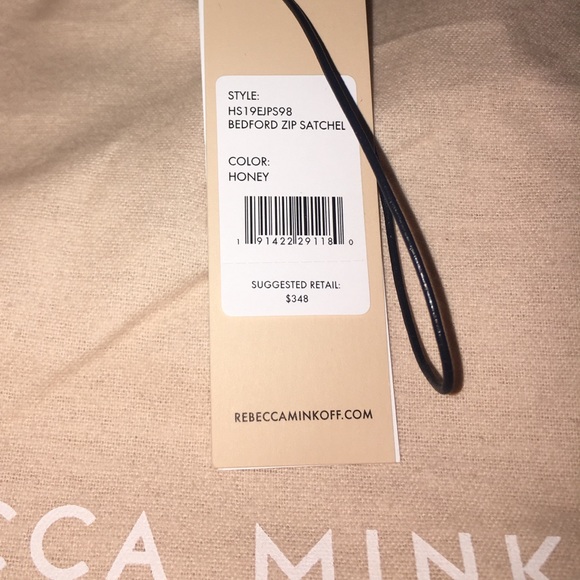 STYLE:
HS19EJPS98
BEDFORD ZIP SATCHEL
COLOR:
HONEY
1 91422 29118 0
SUGGESTED RETAIL:
$348
REBECCAMINKOFF.COM
CCA MINK